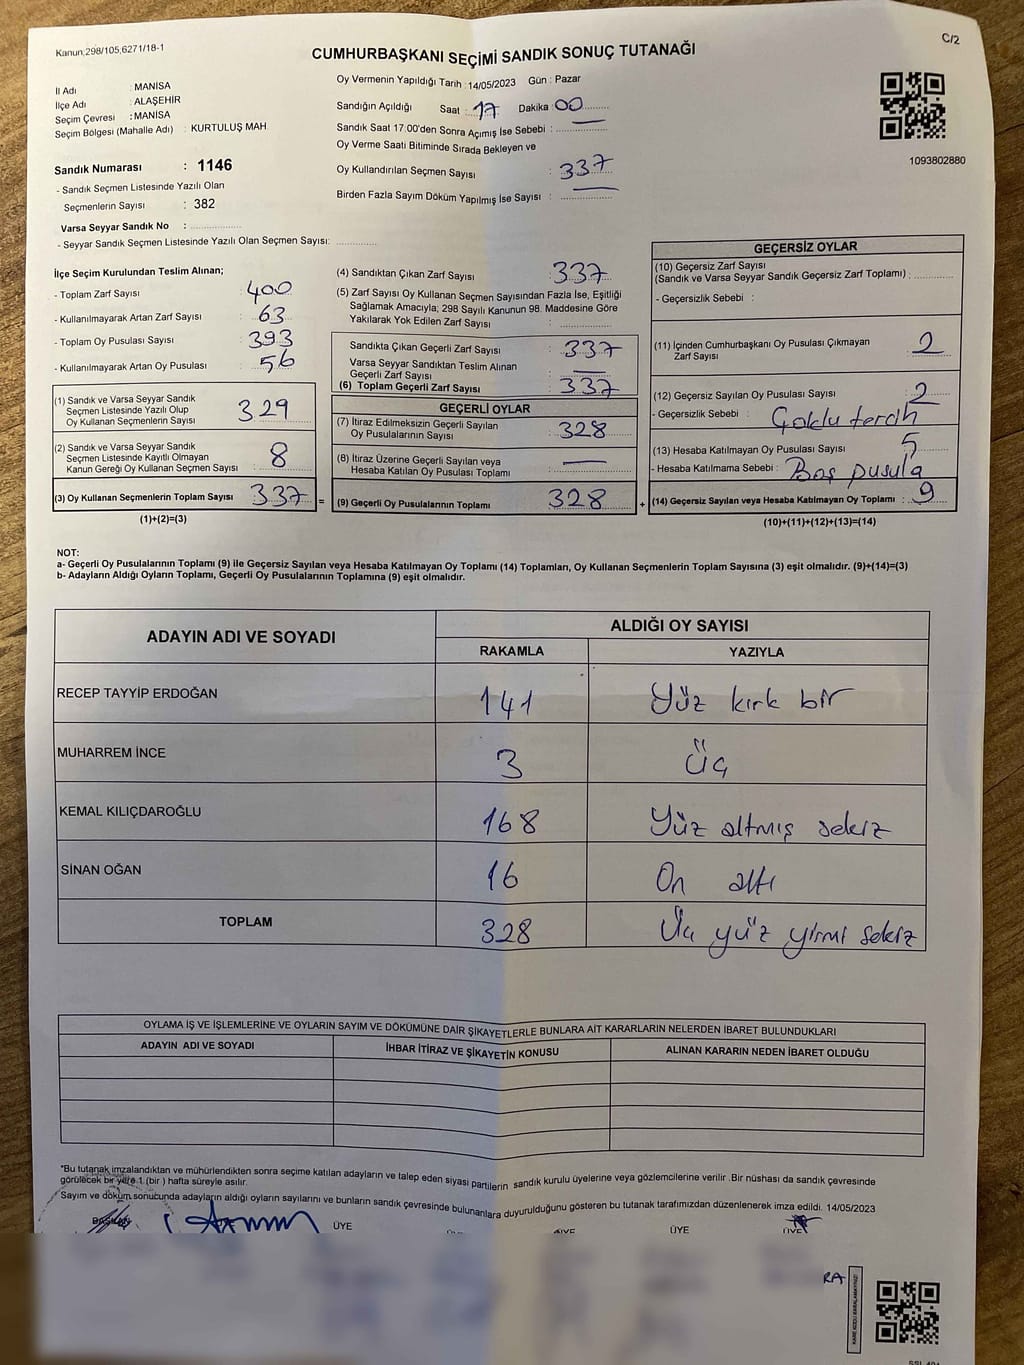 Kanun;298/105,6271/18-1
C/2
CUMHURBAŞKANI SEÇİMİ SANDIK SONUÇ TUTANAĞI
İl Adı : MANİSA
İlçe Adı : ALAŞEHİR
Seçim Çevresi : MANİSA
Seçim Bölgesi (Mahalle Adı) : KURTULUŞ MAH
Sandık Numarası : 1146
- Sandık Seçmen Listesinde Yazılı Olan
Seçmenlerin Sayısı : 382
Varsa Seyyar Sandık No :
- Seyyar Sandık Seçmen Listesinde Yazılı Olan Seçmen Sayısı:
Oy Vermenin Yapıldığı Tarih : 14/05/2023 Gün : Pazar
Sandığın Açıldığı Saat : 17 Dakika : 00
Sandık Saat 17:00'den Sonra Açımış İse Sebebi :
Oy Verme Saati Bitiminde Sırada Bekleyen ve
Oy Kullandırılan Seçmen Sayısı : 337
Birden Fazla Sayım Döküm Yapılmış İse Sayısı :
1093802880
İlçe Seçim Kurulundan Teslim Alınan;
- Toplam Zarf Sayısı : 400
- Kullanılmayarak Artan Zarf Sayısı : 63
- Toplam Oy Pusulası Sayısı : 393
- Kullanılmayarak Artan Oy Pusulası : 56
(1) Sandık ve Varsa Seyyar Sandık
Seçmen Listesinde Yazılı Olup
Oy Kullanan Seçmenlerin Sayısı : 329
(2) Sandık ve Varsa Seyyar Sandık
Seçmen Listesinde Kayıtlı Olmayan
Kanun Gereği Oy Kullanan Seçmen Sayısı : 8
(3) Oy Kullanan Seçmenlerin Toplam Sayısı : 337 =
(1)+(2)=(3)
(4) Sandıktan Çıkan Zarf Sayısı : 337
(5) Zarf Sayısı Oy Kullanan Seçmen Sayısından Fazla İse, Eşitliği
Sağlamak Amacıyla; 298 Sayılı Kanunun 98. Maddesine Göre
Yakılarak Yok Edilen Zarf Sayısı :
Sandıkta Çıkan Geçerli Zarf Sayısı : 337
Varsa Seyyar Sandıktan Teslim Alınan
Geçerli Zarf Sayısı :
(6) Toplam Geçerli Zarf Sayısı : 337
GEÇERLİ OYLAR
(7) İtiraz Edilmeksizin Geçerli Sayılan
Oy Pusulalarının Sayısı : 328
(8) İtiraz Üzerine Geçerli Sayılan veya
Hesaba Katılan Oy Pusulaları Toplamı :
(9) Geçerli Oy Pusulalarının Toplamı : 328 +
GEÇERSİZ OYLAR
(10) Geçersiz Zarf Sayısı
(Sandık ve Varsa Seyyar Sandık Geçersiz Zarf Toplamı) :
- Geçersizlik Sebebi :
(11) İçinden Cumhurbaşkanı Oy Pusulası Çıkmayan
Zarf Sayısı : 2
(12) Geçersiz Sayılan Oy Pusulası Sayısı : 2
- Geçersizlik Sebebi : Çoklu tercih
(13) Hesaba Katılmayan Oy Pusulası Sayısı : 5
- Hesaba Katılmama Sebebi : Boş pusula
(14) Geçersiz Sayılan veya Hesaba Katılmayan Oy Toplamı : 9
(10)+(11)+(12)+(13)=(14)
NOT:
a- Geçerli Oy Pusulalarının Toplamı (9) ile Geçersiz Sayılan veya Hesaba Katılmayan Oy Toplamı (14) Toplamları, Oy Kullanan Seçmenlerin Toplam Sayısına (3) eşit olmalıdır. (9)+(14)=(3)
b- Adayların Aldığı Oyların Toplamı, Geçerli Oy Pusulalarının Toplamına (9) eşit olmalıdır.
ADAYIN ADI VE SOYADI ALDIĞI OY SAYISI
RAKAMLA YAZIYLA
RECEP TAYYİP ERDOĞAN 141 Yüz kırk bir
MUHARREM İNCE 3 Üç
KEMAL KILIÇDAROĞLU 168 Yüz altmış sekiz
SİNAN OĞAN 16 On altı
TOPLAM 328 Üç yüz yirmi sekiz
OYLAMA İŞ VE İŞLEMLERİNE VE OYLARIN SAYIM VE DÖKÜMÜNE DAİR ŞİKAYETLERLE BUNLARA AİT KARARLARIN NELERDEN İBARET BULUNDUKLARI
ADAYIN ADI VE SOYADI İHBAR İTİRAZ VE ŞİKAYETİN KONUSU ALINAN KARARIN NEDEN İBARET OLDUĞU
*Bu tutanak imzalandıktan ve mühürlendikten sonra seçime katılan adayların ve talep eden siyasi partilerin sandık kurulu üyelerine veya gözlemcilerine verilir .Bir nüshası da sandık çevresinde
görülecek bir yere 1 (bir ) hafta süreyle asılır.
Sayım ve döküm sonucunda adayların aldığı oyların sayılarını ve bunların sandık çevresinde bulunanlara duyurulduğunu gösteren bu tutanak tarafımızdan düzenlenerek imza edildi. 14/05/2023
BAŞKAN ÜYE ÜYE ÜYE
RA